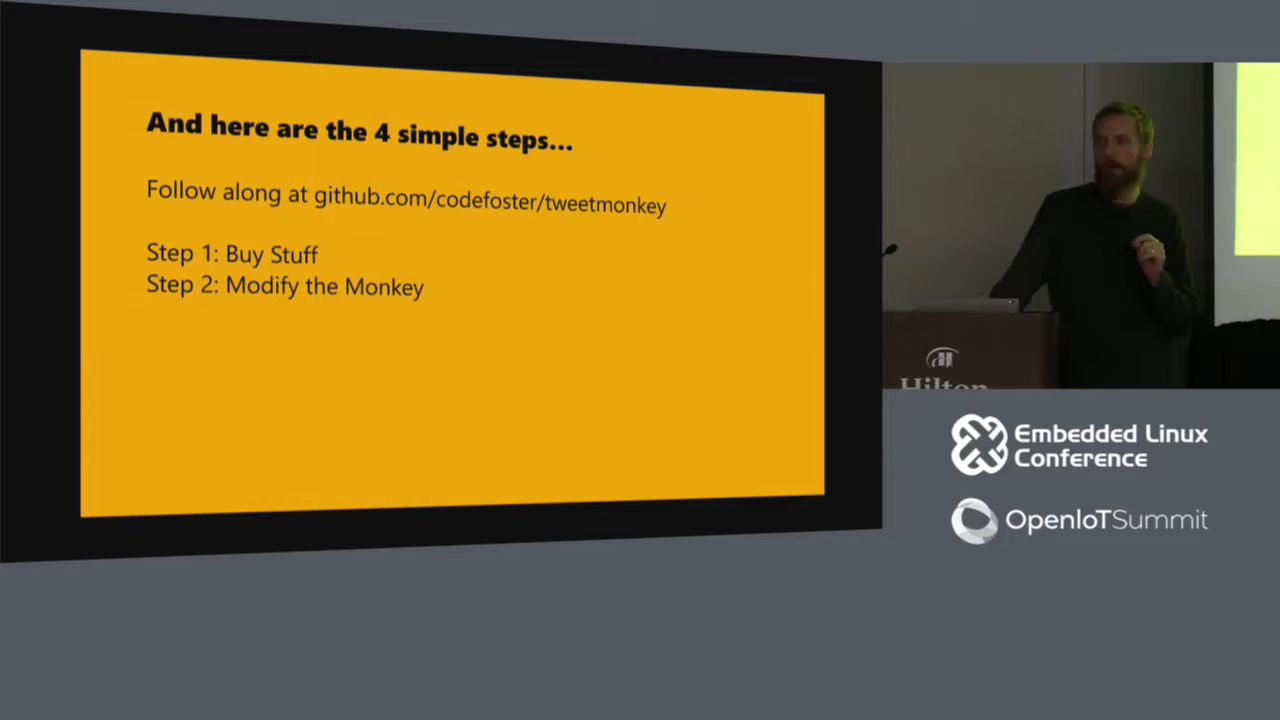 And here are the 4 simple steps...
Follow along at github.com/codefoster/tweetmonkey
Step 1: Buy Stuff
Step 2: Modify the Monkey
Hilton
Embedded Linux
Conference
OpenIoTSummit